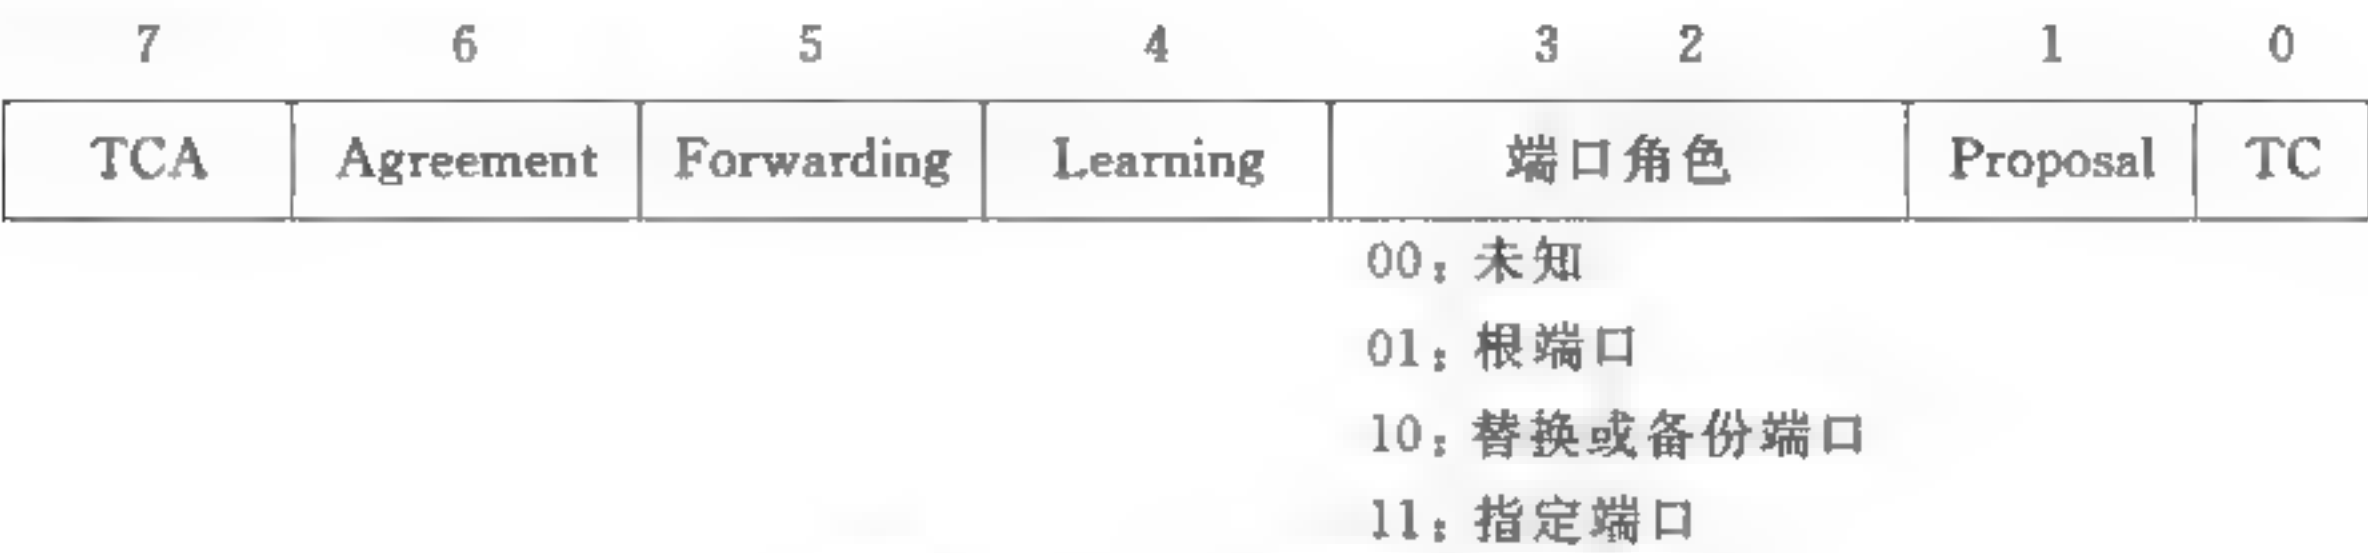 7 6 5 4 3 2 1 0
TCA Agreement Forwarding Learning 端口角色 Proposal TC
00：未知
01：根端口
10：替换或备份端口
11：指定端口